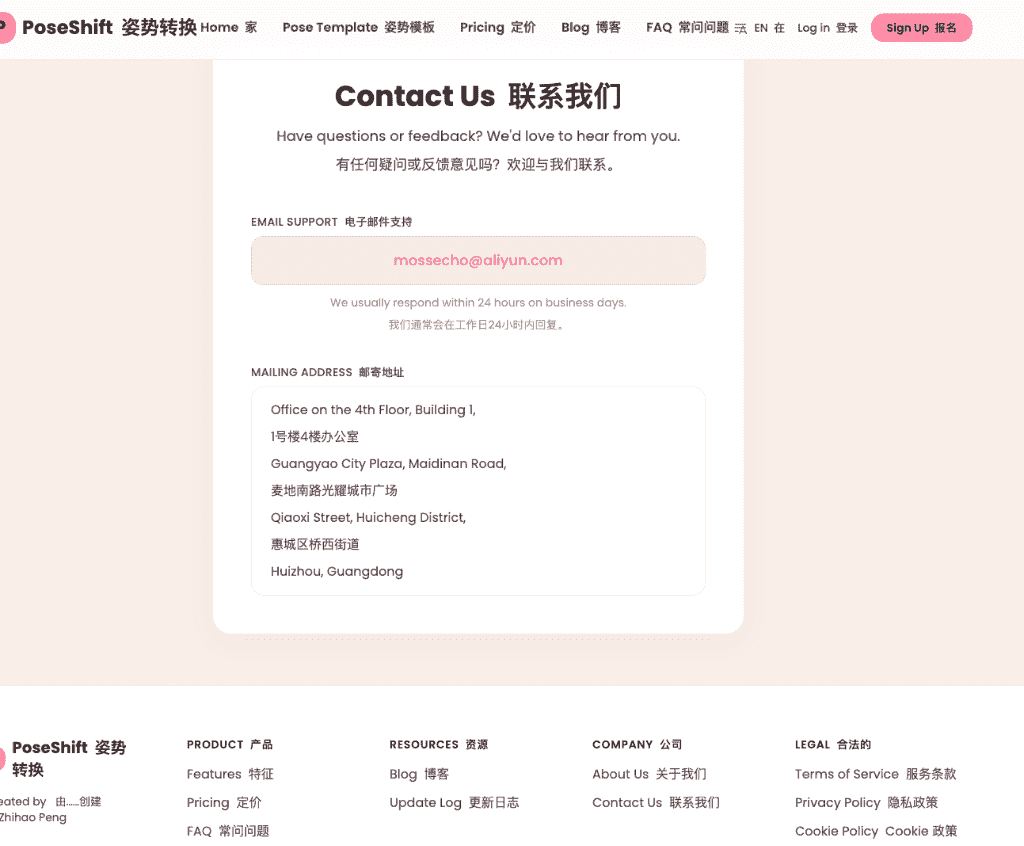 PoseShift 姿势转换 Home 家 Pose Template 姿势模板 Pricing 定价 Blog 博客 FAQ 常问问题 EN 在 Log in 登录 Sign Up 报名
Contact Us 联系我们
Have questions or feedback? We'd love to hear from you.
有任何疑问或反馈意见吗？欢迎与我们联系。
EMAIL SUPPORT 电子邮件支持
mossecho@aliyun.com
We usually respond within 24 hours on business days.
我们通常会在工作日24小时内回复。
MAILING ADDRESS 邮寄地址
Office on the 4th Floor, Building 1,
1号楼4楼办公室
Guangyao City Plaza, Maidinan Road,
麦地南路光耀城市广场
Qiaoxi Street, Huicheng District,
惠城区桥西街道
Huizhou, Guangdong
PoseShift 姿势
转换
eated by 由……创建
Zhihao Peng
PRODUCT 产品
Features 特征
Pricing 定价
FAQ 常问问题
RESOURCES 资源
Blog 博客
Update Log 更新日志
COMPANY 公司
About Us 关于我们
Contact Us 联系我们
LEGAL 合法的
Terms of Service 服务条款
Privacy Policy 隐私政策
Cookie Policy Cookie 政策